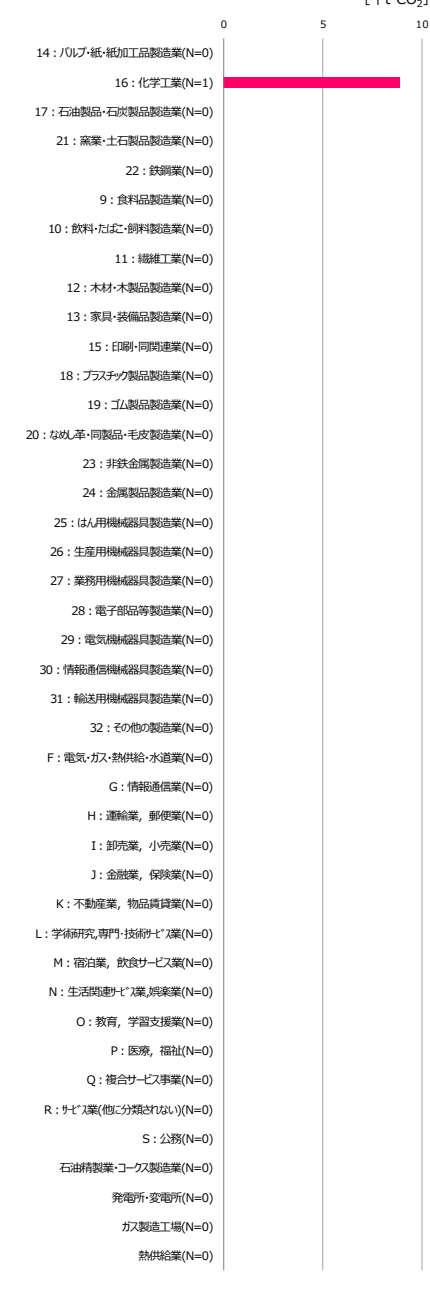 [千t-CO₂]
0 5 10
14：パルプ・紙・紙加工品製造業(N=0)
16：化学工業(N=1)
17：石油製品・石炭製品製造業(N=0)
21：窯業・土石製品製造業(N=0)
22：鉄鋼業(N=0)
9：食料品製造業(N=0)
10：飲料・たばこ・飼料製造業(N=0)
11：繊維工業(N=0)
12：木材・木製品製造業(N=0)
13：家具・装備品製造業(N=0)
15：印刷・同関連業(N=0)
18：プラスチック製品製造業(N=0)
19：ゴム製品製造業(N=0)
20：なめし革・同製品・毛皮製造業(N=0)
23：非鉄金属製造業(N=0)
24：金属製品製造業(N=0)
25：はん用機械器具製造業(N=0)
26：生産用機械器具製造業(N=0)
27：業務用機械器具製造業(N=0)
28：電子部品等製造業(N=0)
29：電気機械器具製造業(N=0)
30：情報通信機械器具製造業(N=0)
31：輸送用機械器具製造業(N=0)
32：その他の製造業(N=0)
F：電気・ガス・熱供給・水道業(N=0)
G：情報通信業(N=0)
H：運輸業，郵便業(N=0)
I：卸売業，小売業(N=0)
J：金融業，保険業(N=0)
K：不動産業，物品賃貸業(N=0)
L：学術研究,専門・技術ｻｰﾋﾞｽ業(N=0)
M：宿泊業，飲食サービス業(N=0)
N：生活関連ｻｰﾋﾞｽ業,娯楽業(N=0)
O：教育，学習支援業(N=0)
P：医療，福祉(N=0)
Q：複合サービス事業(N=0)
R：ｻｰﾋﾞｽ業(他に分類されない)(N=0)
S：公務(N=0)
石油精製業・コークス製造業(N=0)
発電所・変電所(N=0)
ガス製造工場(N=0)
熱供給業(N=0)